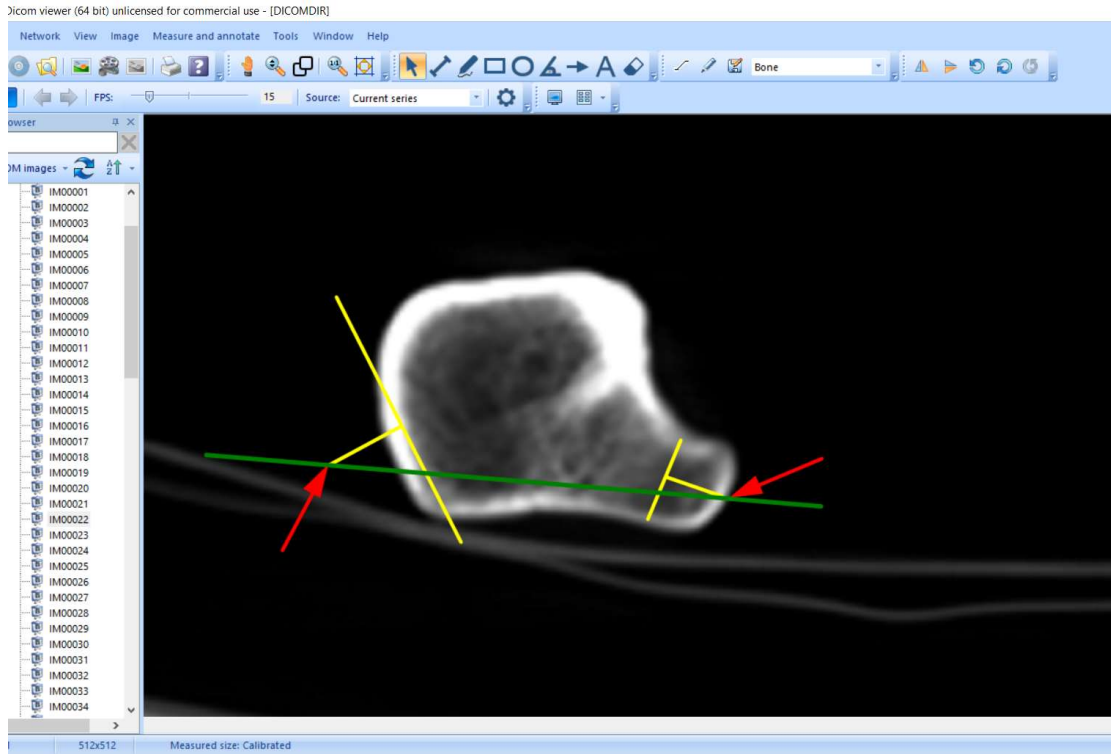 Dicom viewer (64 bit) unlicensed for commercial use - [DICOMDIR]
Network View Image Measure and annotate Tools Window Help
Bone
FPS: 15 Source: Current series
owser
OM images
IM00001
IM00002
IM00003
IM00004
IM00005
IM00006
IM00007
IM00008
IM00009
IM00010
IM00011
IM00012
IM00013
IM00014
IM00015
IM00016
IM00017
IM00018
IM00019
IM00020
IM00021
IM00022
IM00023
IM00024
IM00025
IM00026
IM00027
IM00028
IM00029
IM00030
IM00031
IM00032
IM00033
IM00034
512x512 Measured size: Calibrated